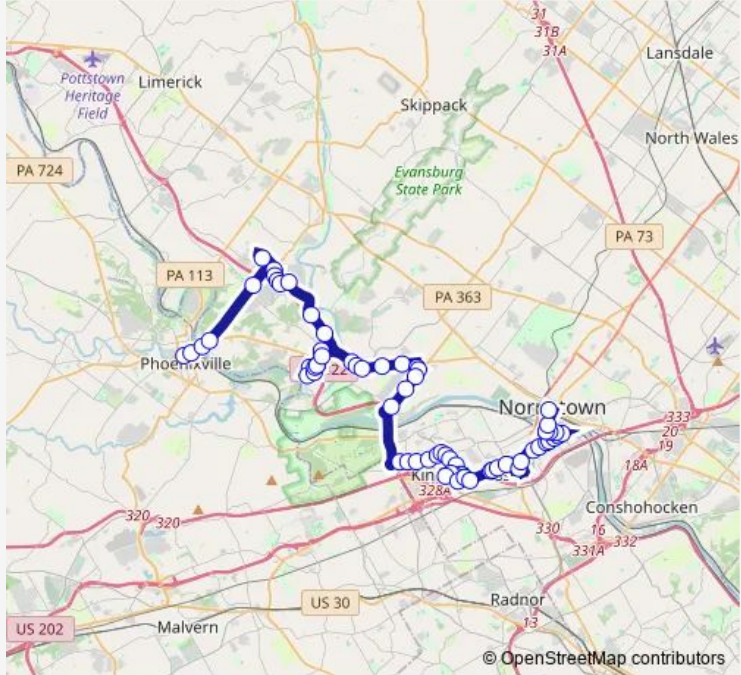 31
31B
31A
Lansdale
Pottstown
Heritage
Field
Limerick
Skippack
North Wales
PA 724
Evansburg
State Park
PA 73
PA 113
PA 363
Phoenixville
Norristown
333
20
19
18A
328A
320
320
Conshohocken
330
16
331A
332
US 30
Radnor
13
US 202
Malvern
© OpenStreetMap contributors